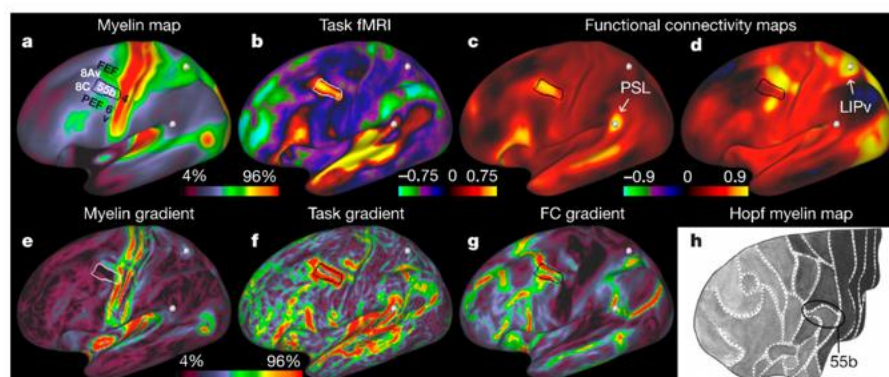 Myelin map
Task fMRI
Functional connectivity maps
a
b
c
d
FEF
8Av
8C
55b
4
PEF 6
v
PSL
LIPv
4%
96%
−0.75
0
0.75
−0.9
0
0.9
Myelin gradient
Task gradient
FC gradient
Hopf myelin map
e
f
g
h
4%
96%
55b